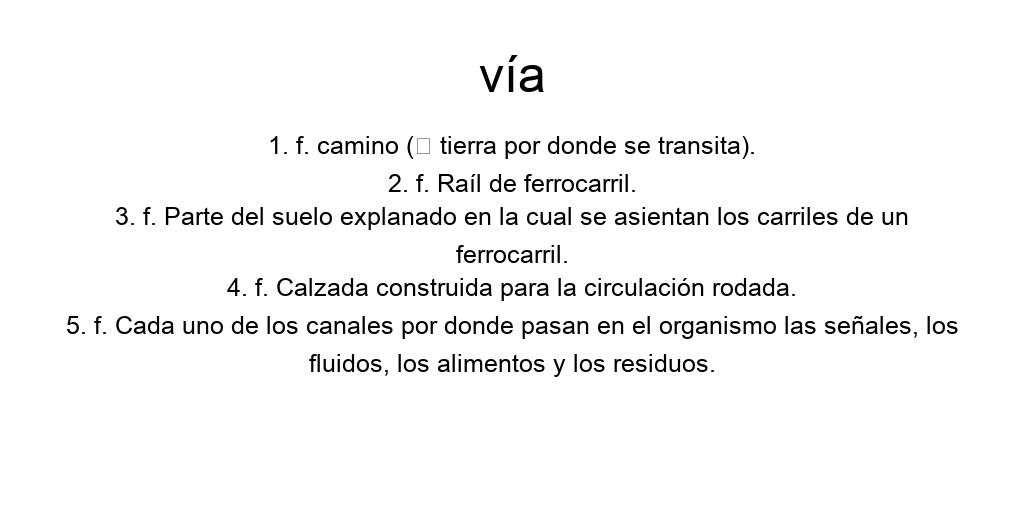 vía
1. f. camino (□ tierra por donde se transita).
2. f. Raíl de ferrocarril.
3. f. Parte del suelo explanado en la cual se asientan los carriles de un
ferrocarril.
4. f. Calzada construida para la circulación rodada.
5. f. Cada uno de los canales por donde pasan en el organismo las señales, los
fluidos, los alimentos y los residuos.